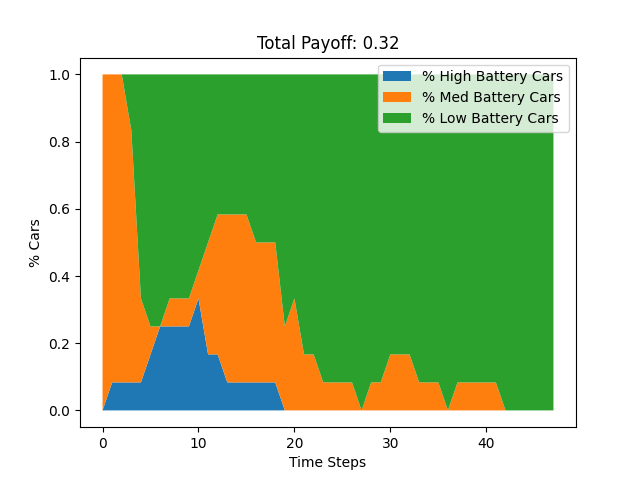 Total Payoff: 0.32
1.0
0.8
0.6
0.4
0.2
0.0
% Cars
% High Battery Cars
% Med Battery Cars
% Low Battery Cars
0 10 20 30 40
Time Steps